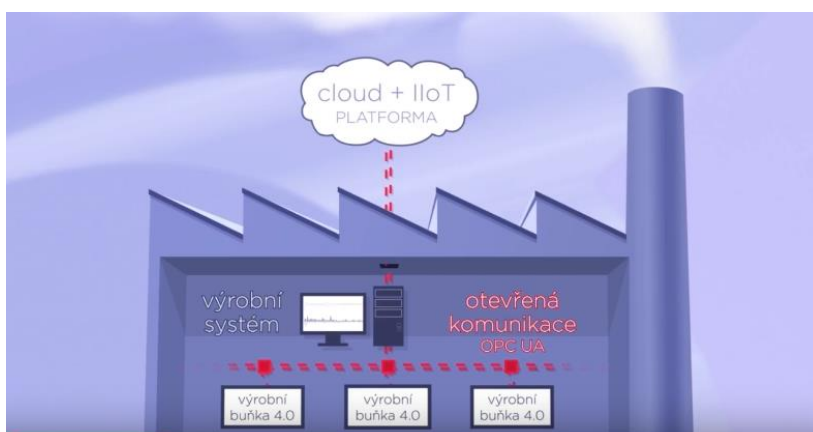 cloud + IIoT
PLATFORMA
výrobní
systém
otevřená
komunikace
OPC UA
výrobní
buňka 4.0
výrobní
buňka 4.0
výrobní
buňka 4.0